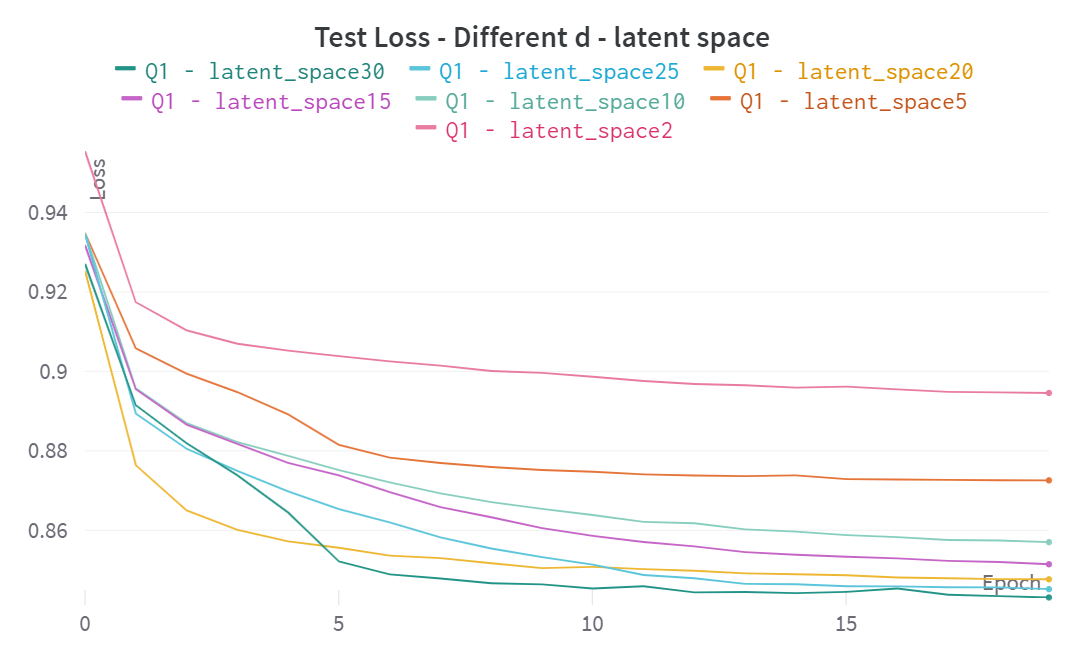 Test Loss - Different d - latent space
Q1 - latent_space30 Q1 - latent_space25 Q1 - latent_space20
Q1 - latent_space15 Q1 - latent_space10 Q1 - latent_space5
Q1 - latent_space2
Loss
0.94
0.92
0.9
0.88
0.86
Epoch
0 5 10 15